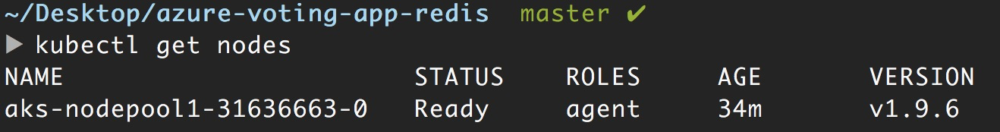 ~/Desktop/azure-voting-app-redis master ✔
▶ kubectl get nodes
NAME STATUS ROLES AGE VERSION
aks-nodepool1-31636663-0 Ready agent 34m v1.9.6